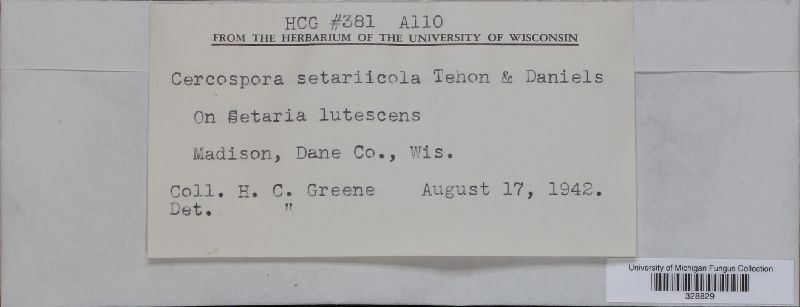 HCG #381 A110
FROM THE HERBARIUM OF THE UNIVERSITY OF WISCONSIN
Cercospora setariicola Tehon & Daniels
On Setaria lutescens
Madison, Dane Co., Wis.
Coll. H. C. Greene August 17, 1942.
Det. "
University of Michigan Fungus Collection
328829